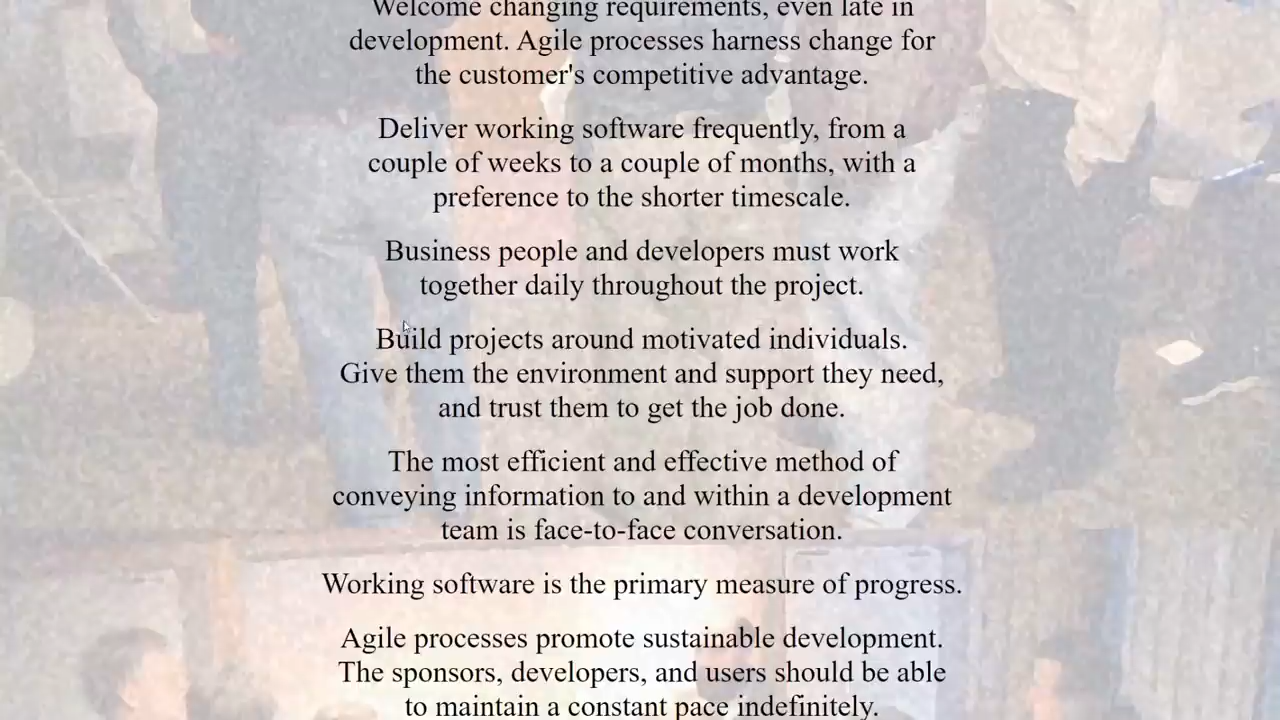 Welcome changing requirements, even late in
development. Agile processes harness change for
the customer's competitive advantage.
Deliver working software frequently, from a
couple of weeks to a couple of months, with a
preference to the shorter timescale.
Business people and developers must work
together daily throughout the project.
Build projects around motivated individuals.
Give them the environment and support they need,
and trust them to get the job done.
The most efficient and effective method of
conveying information to and within a development
team is face-to-face conversation.
Working software is the primary measure of progress.
Agile processes promote sustainable development.
The sponsors, developers, and users should be able
to maintain a constant pace indefinitely.